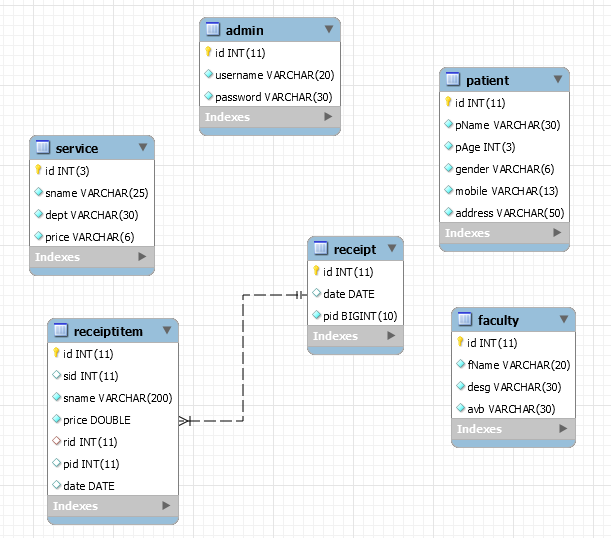 admin
id INT(11)
username VARCHAR(20)
password VARCHAR(30)
Indexes
patient
id INT(11)
pName VARCHAR(30)
pAge INT(3)
gender VARCHAR(6)
mobile VARCHAR(13)
address VARCHAR(50)
Indexes
service
id INT(3)
sname VARCHAR(25)
dept VARCHAR(30)
price VARCHAR(6)
Indexes
receipt
id INT(11)
date DATE
pid BIGINT(10)
Indexes
receiptitem
id INT(11)
sid INT(11)
sname VARCHAR(200)
price DOUBLE
rid INT(11)
pid INT(11)
date DATE
Indexes
faculty
id INT(11)
fName VARCHAR(20)
desg VARCHAR(30)
avb VARCHAR(30)
Indexes